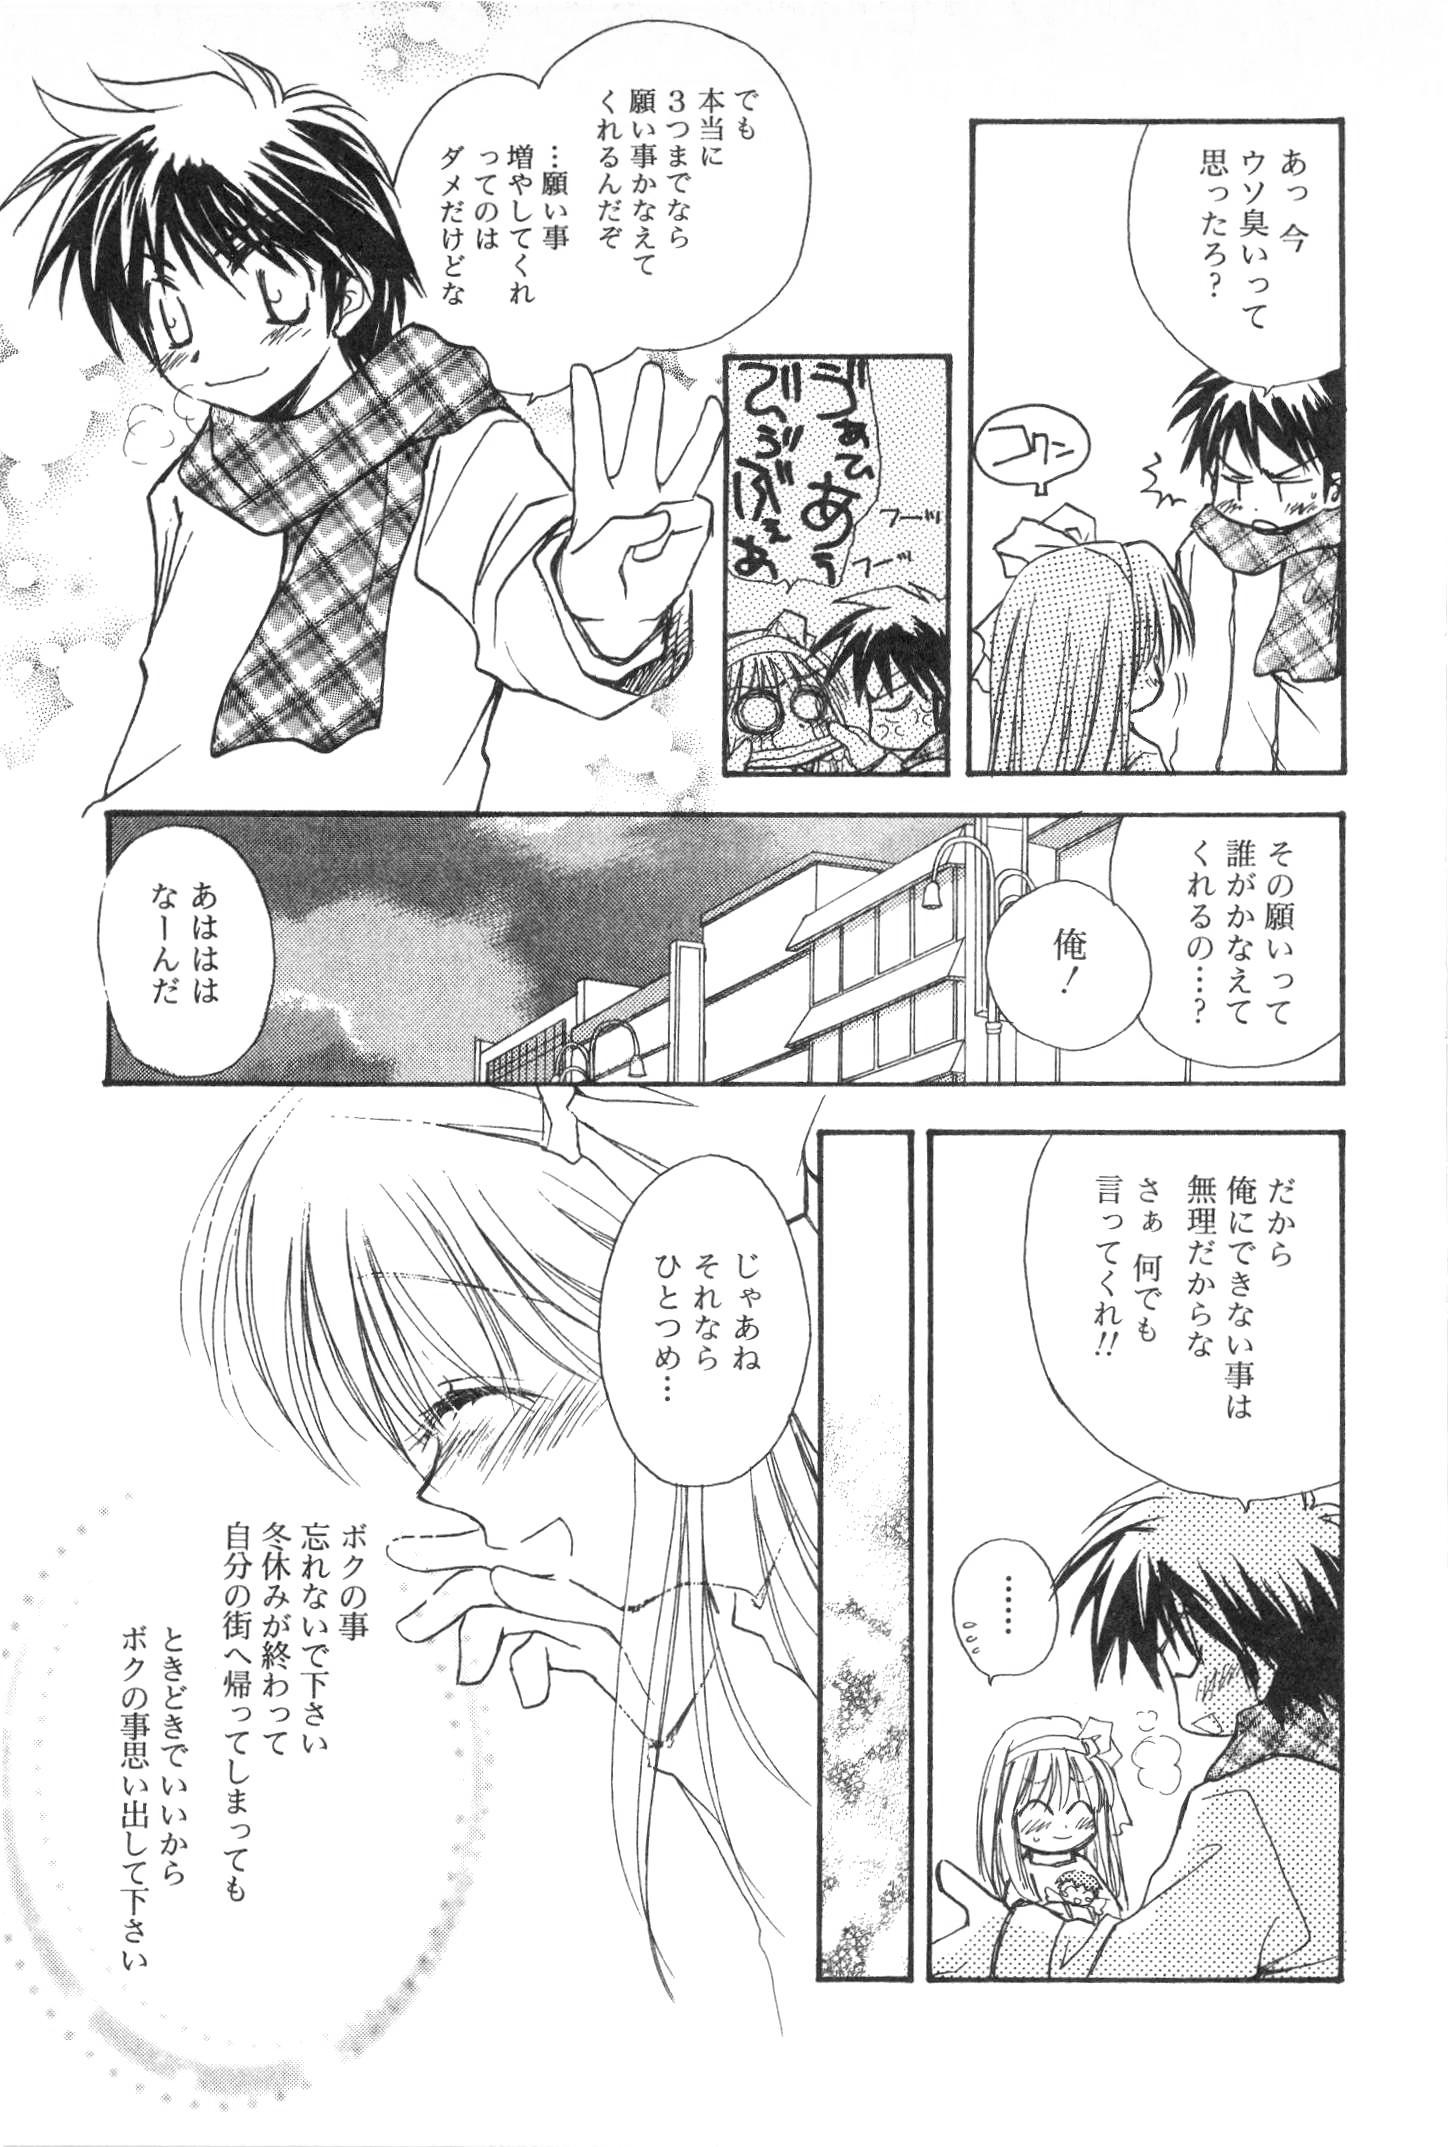 あっ 今
ウソ臭いって
思ったろ?
コクン
フーッ
フーッ
でも
本当に
3つまでなら
願い事かなえて
くれるんだぞ
…願い事
増やしてくれ
ってのは
ダメだけどな
その願いって
誰がかなえて
くれるの…?
俺!
あははは
なーんだ
だから
俺にできない事は
無理だからな
さぁ 何でも
言ってくれ!!
……
じゃあね
それなら
ひとつめ…
ボクの事
忘れないで下さい
冬休みが終わって
自分の街へ帰ってしまっても
ときどきでいいから
ボクの事思い出して下さい